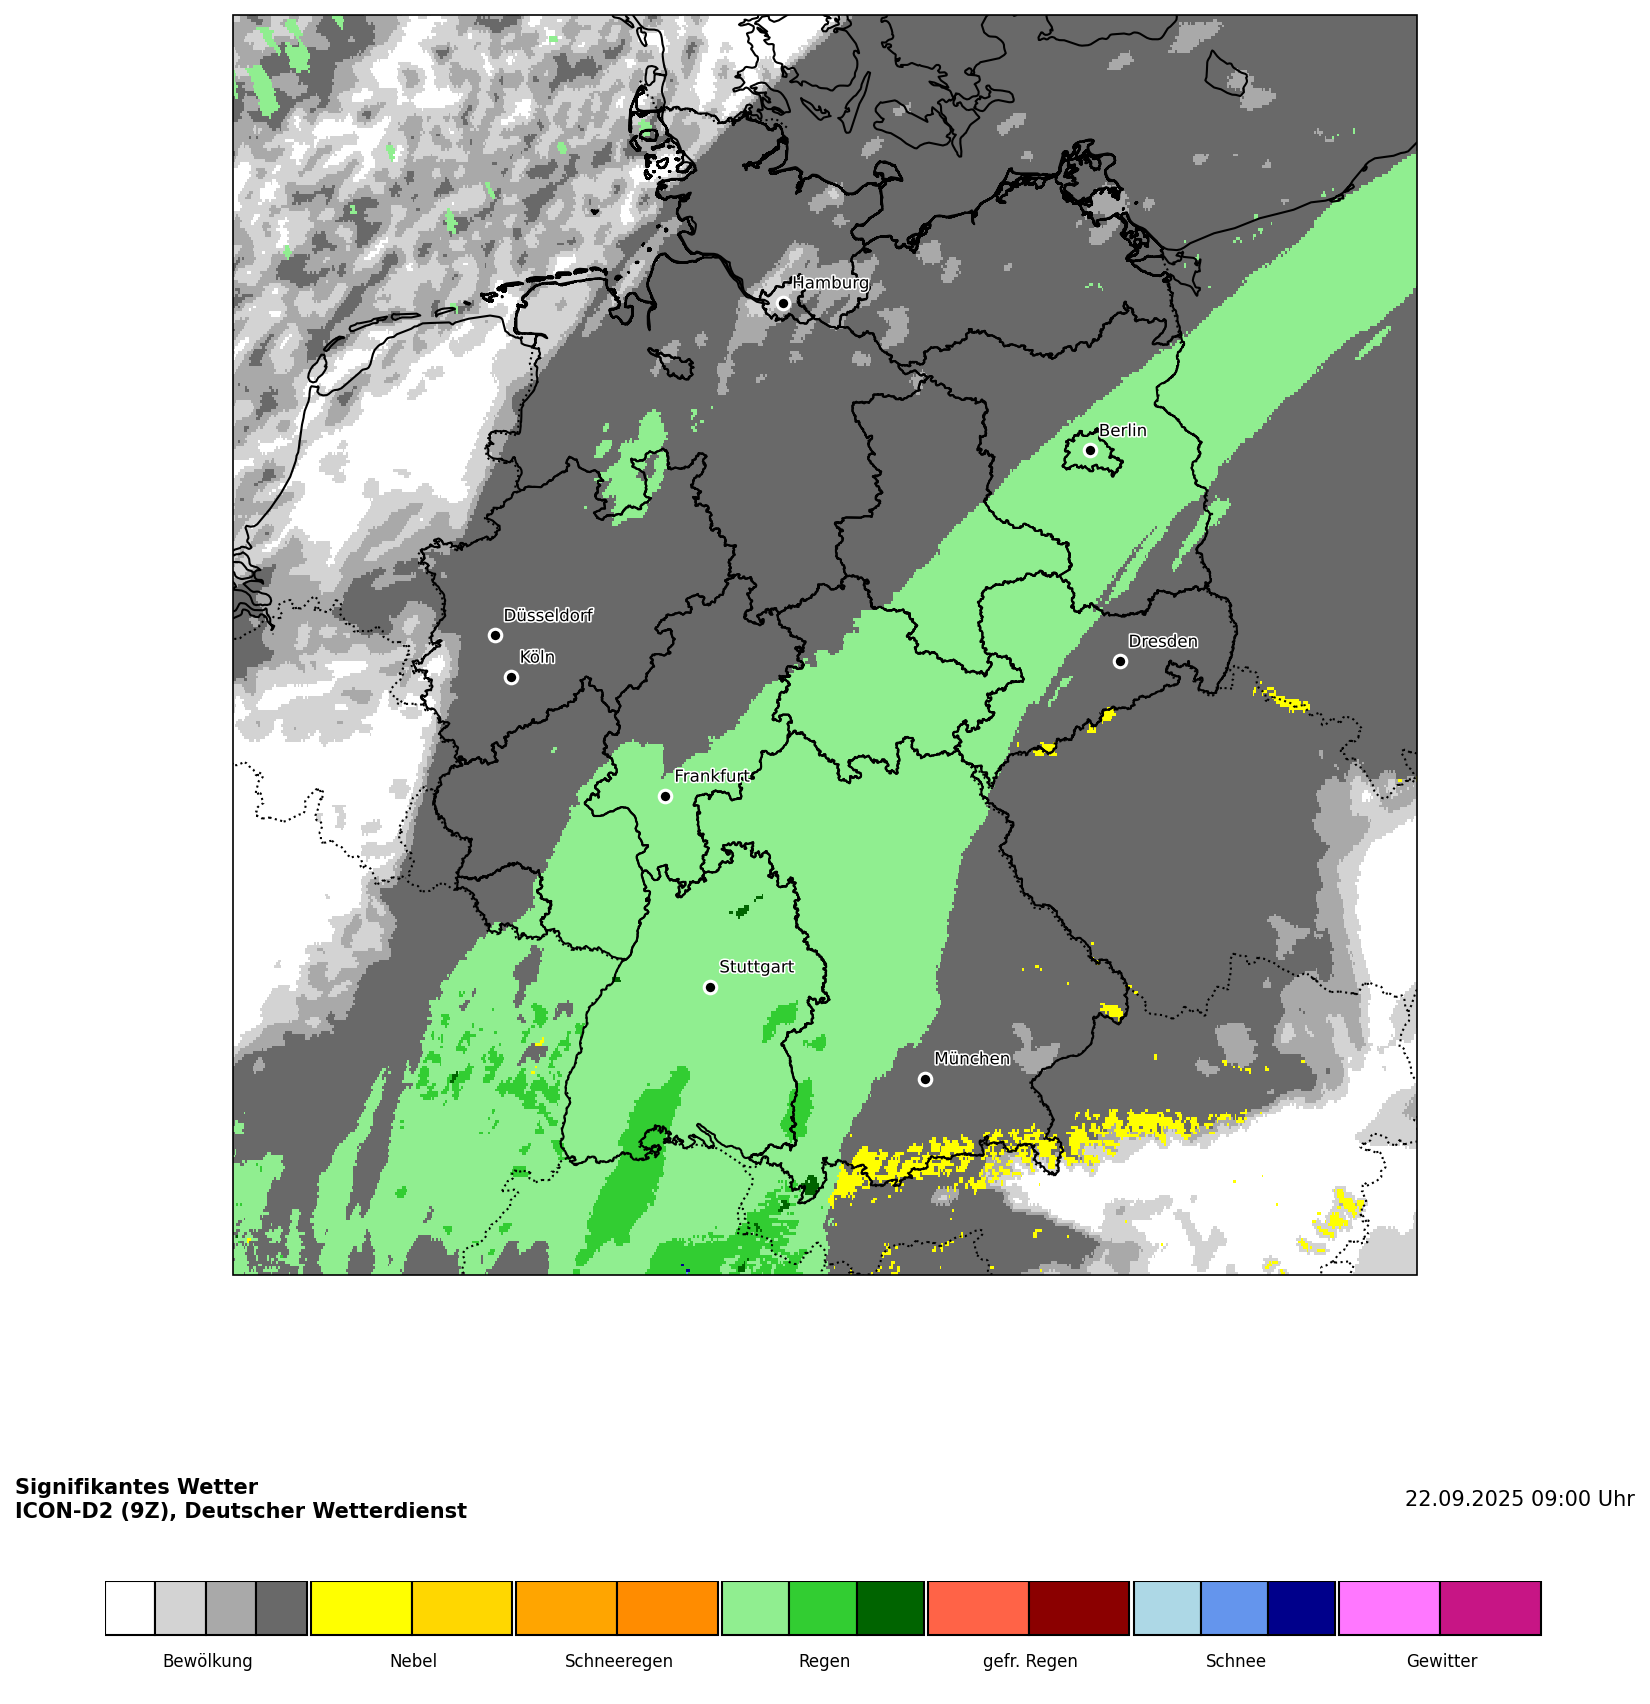 Hamburg
Berlin
Düsseldorf
Köln
Dresden
Frankfurt
Stuttgart
München
Signifikantes Wetter
ICON-D2 (9Z), Deutscher Wetterdienst
22.09.2025 09:00 Uhr
Bewölkung
Nebel
Schneeregen
Regen
gefr. Regen
Schnee
Gewitter